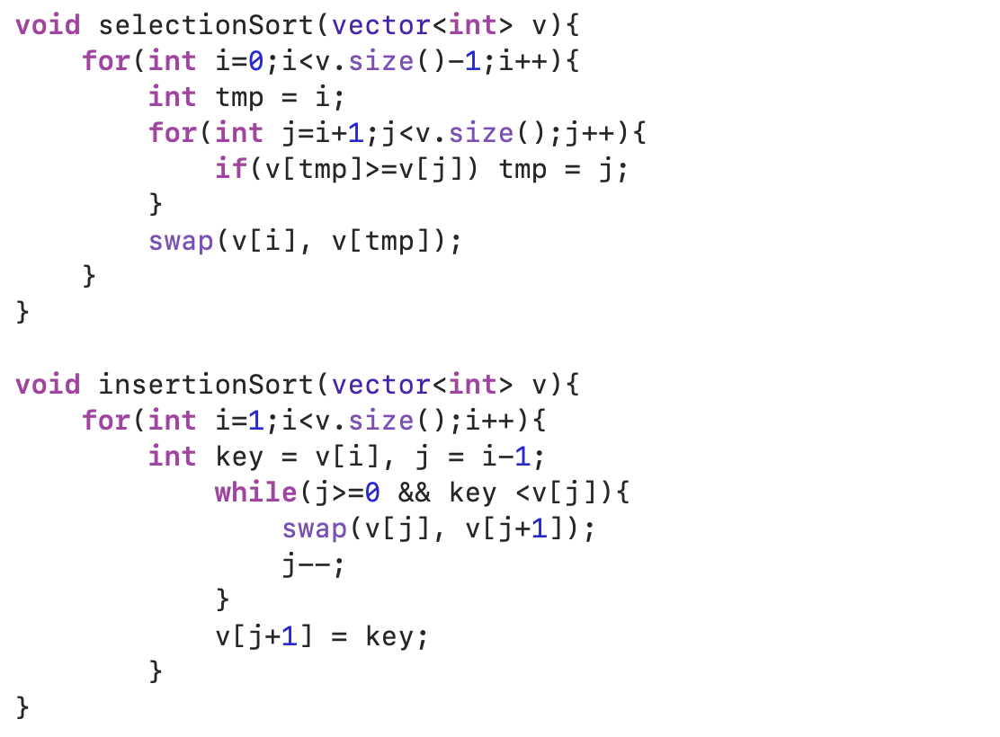 void selectionSort(vector<int> v){
    for(int i=0;i<v.size()-1;i++){
        int tmp = i;
        for(int j=i+1;j<v.size();j++){
            if(v[tmp]>=v[j]) tmp = j;
        }
        swap(v[i], v[tmp]);
    }
}

void insertionSort(vector<int> v){
    for(int i=1;i<v.size();i++){
        int key = v[i], j = i-1;
            while(j>=0 && key <v[j]){
                swap(v[j], v[j+1]);
                j--;
            }
            v[j+1] = key;
        }
}